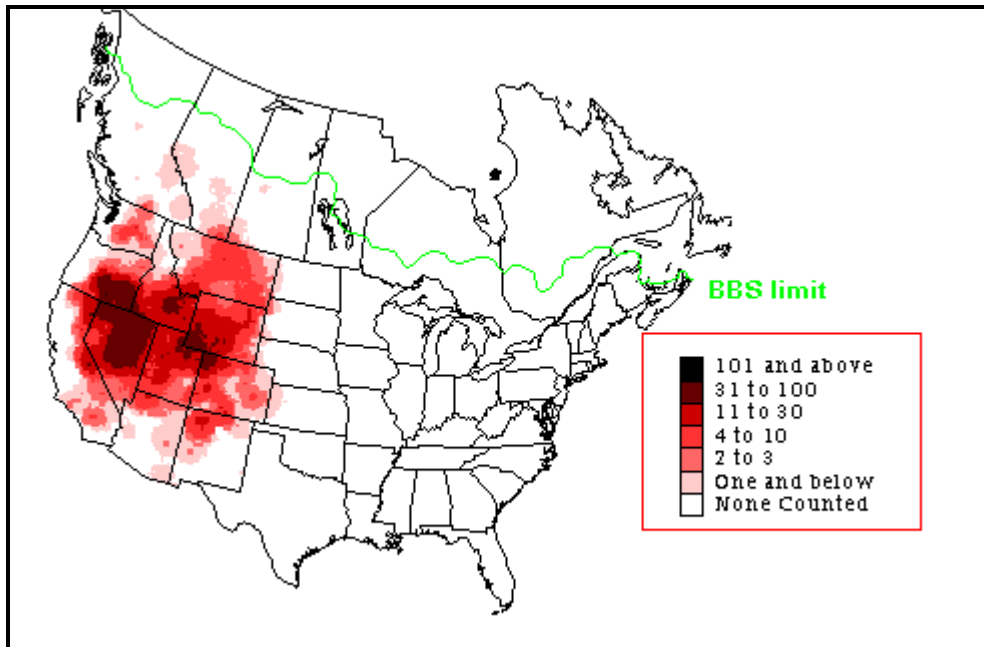 BBS limit
101 and above
31 to 100
11 to 30
4 to 10
2 to 3
One and below
None Counted